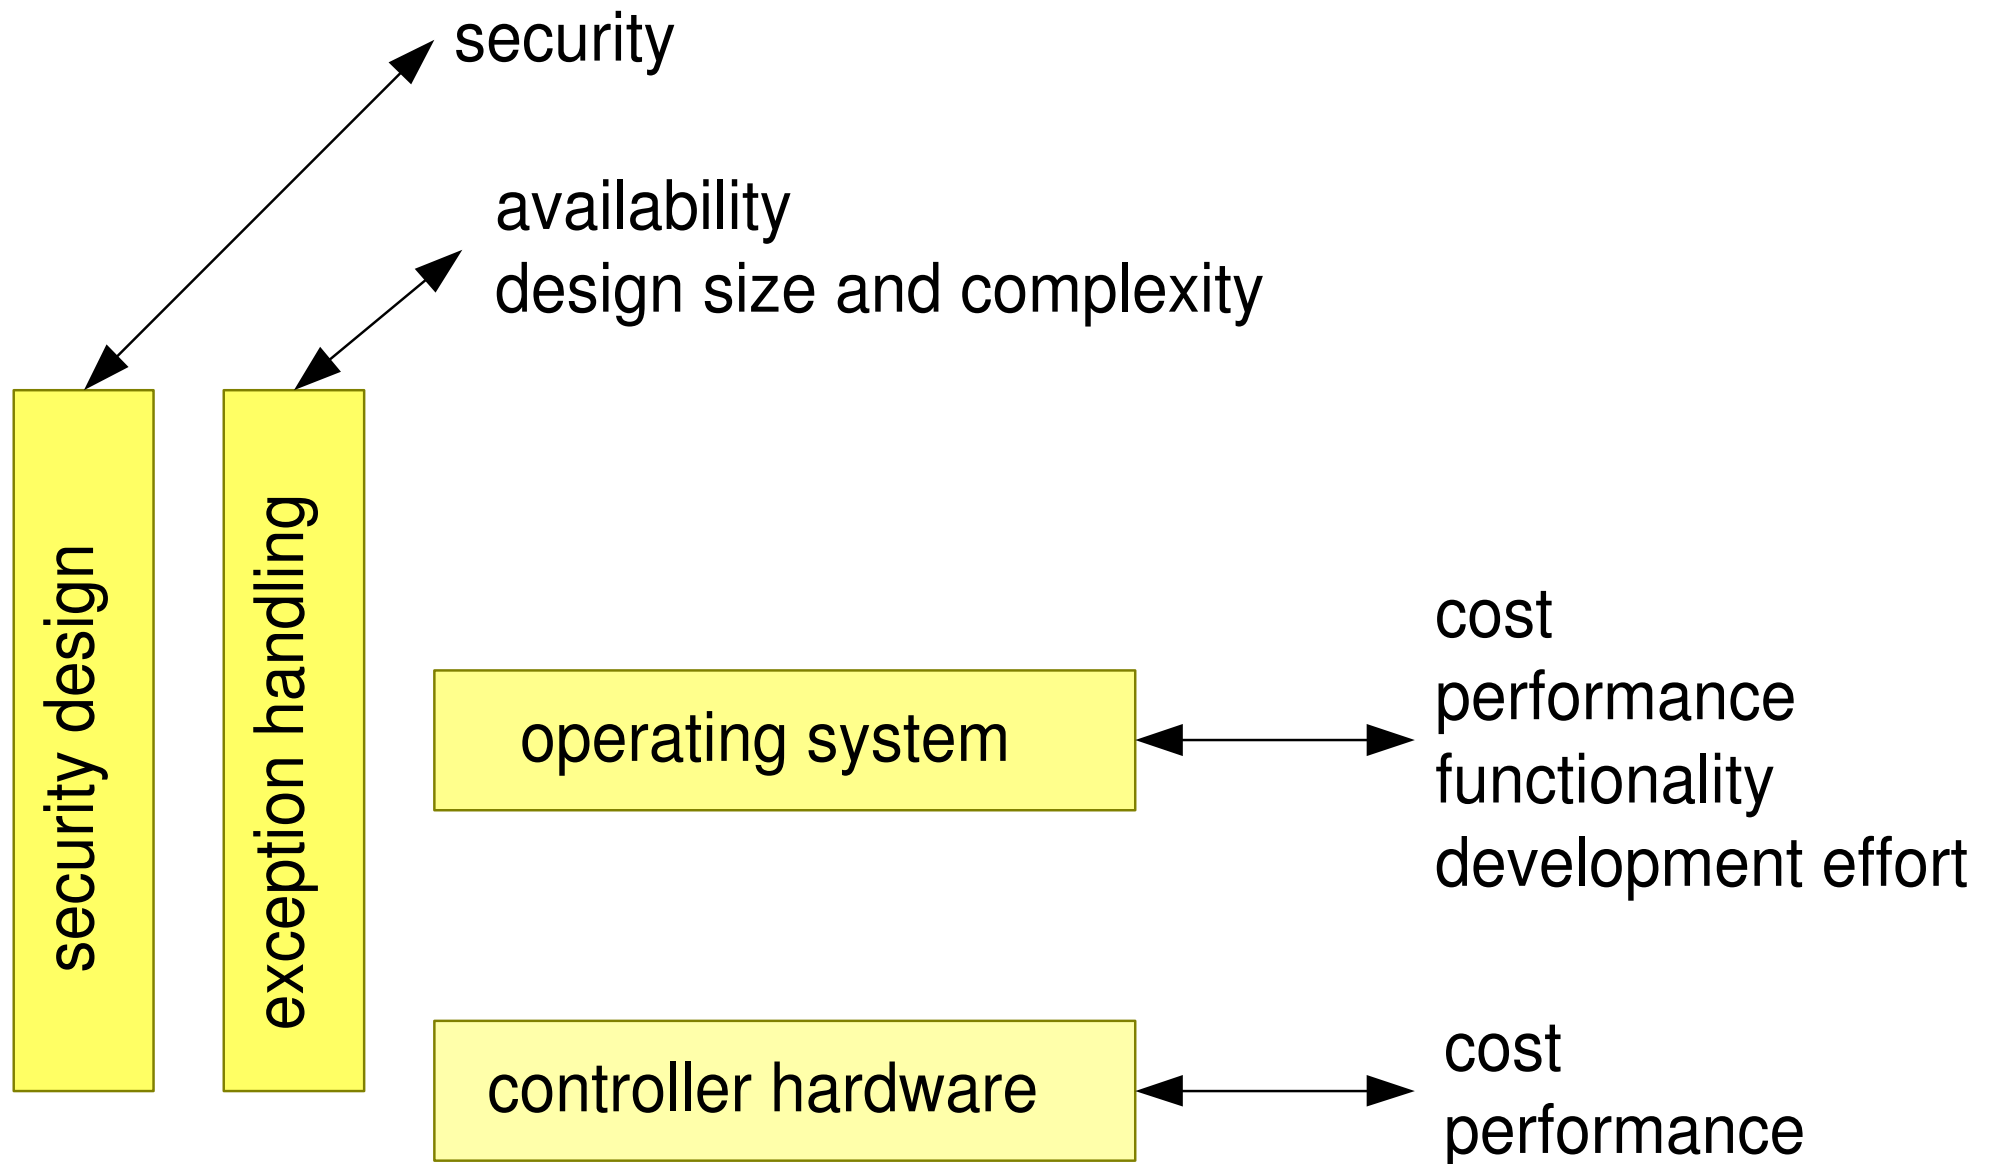 security
availability
design size and complexity
security design
exception handling
operating system
cost
performance
functionality
development effort
controller hardware
cost
performance